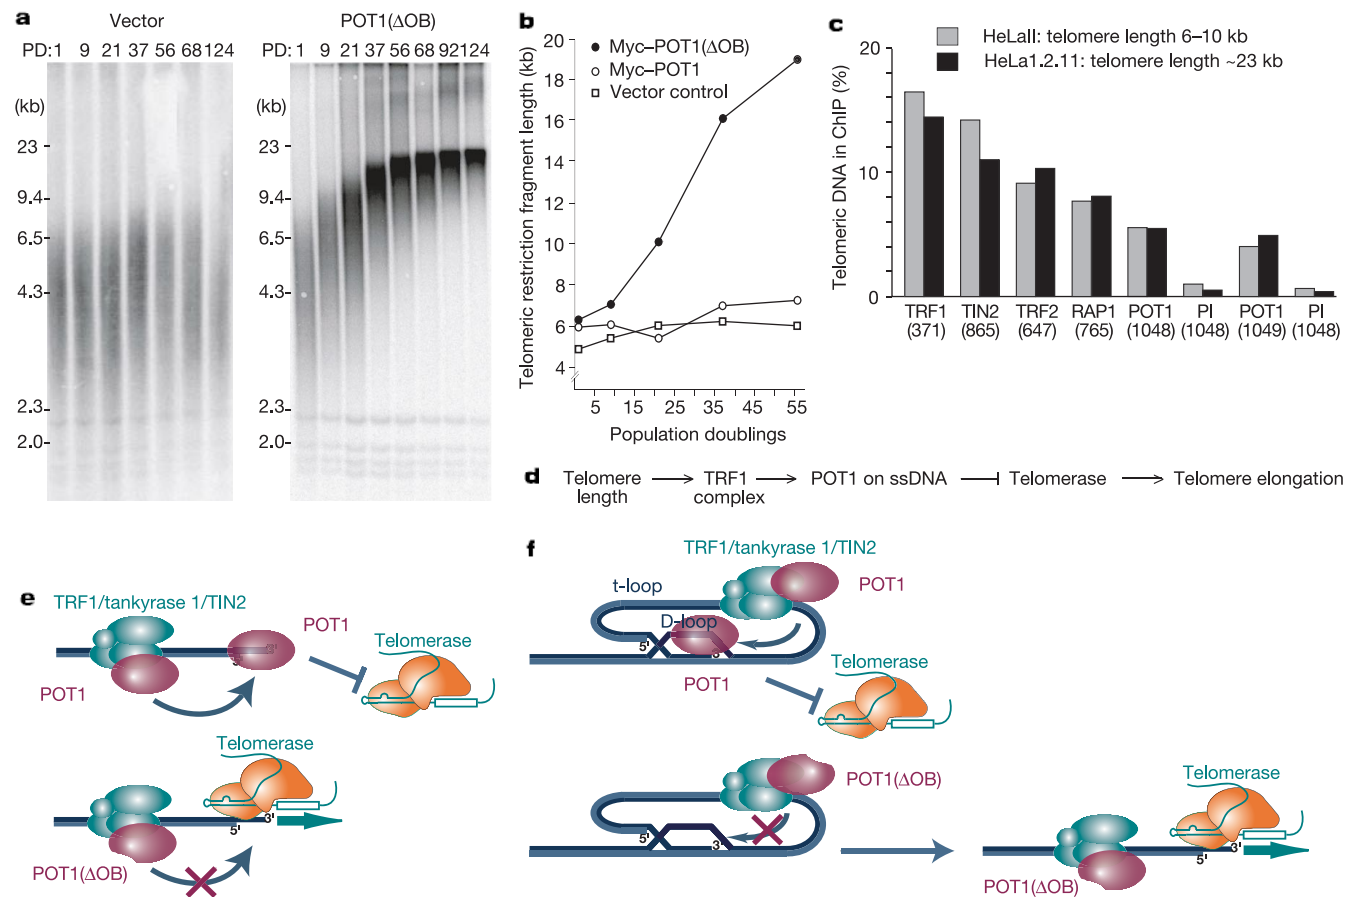 a
Vector
POT1(ΔOB)
PD: 1 9 21 37 56 68 124
PD: 1 9 21 37 56 68 92 124
(kb)
23
9.4
6.5
4.3
2.3
2.0
(kb)
23
9.4
6.5
4.3
2.3
2.0
b
Telomeric restriction fragment length (kb)
20
18
16
14
12
10
8
6
4
Myc–POT1(ΔOB)
Myc–POT1
Vector control
5 15 25 35 45 55
Population doublings
c
Telomeric DNA in ChIP (%)
20
10
0
HeLaII: telomere length 6–10 kb
HeLa1.2.11: telomere length ~23 kb
TRF1 TIN2 TRF2 RAP1 POT1 PI POT1 PI
(371) (865) (647) (765) (1048) (1048) (1049) (1048)
d
Telomere length
TRF1 complex
POT1 on ssDNA
Telomerase
Telomere elongation
e
TRF1/tankyrase 1/TIN2
POT1
Telomerase
POT1
Telomerase
5'
3'
POT1(ΔOB)
f
TRF1/tankyrase 1/TIN2
POT1
t-loop
D-loop
5'
3'
POT1
Telomerase
POT1(ΔOB)
5'
3'
Telomerase
5'
3'
POT1(ΔOB)